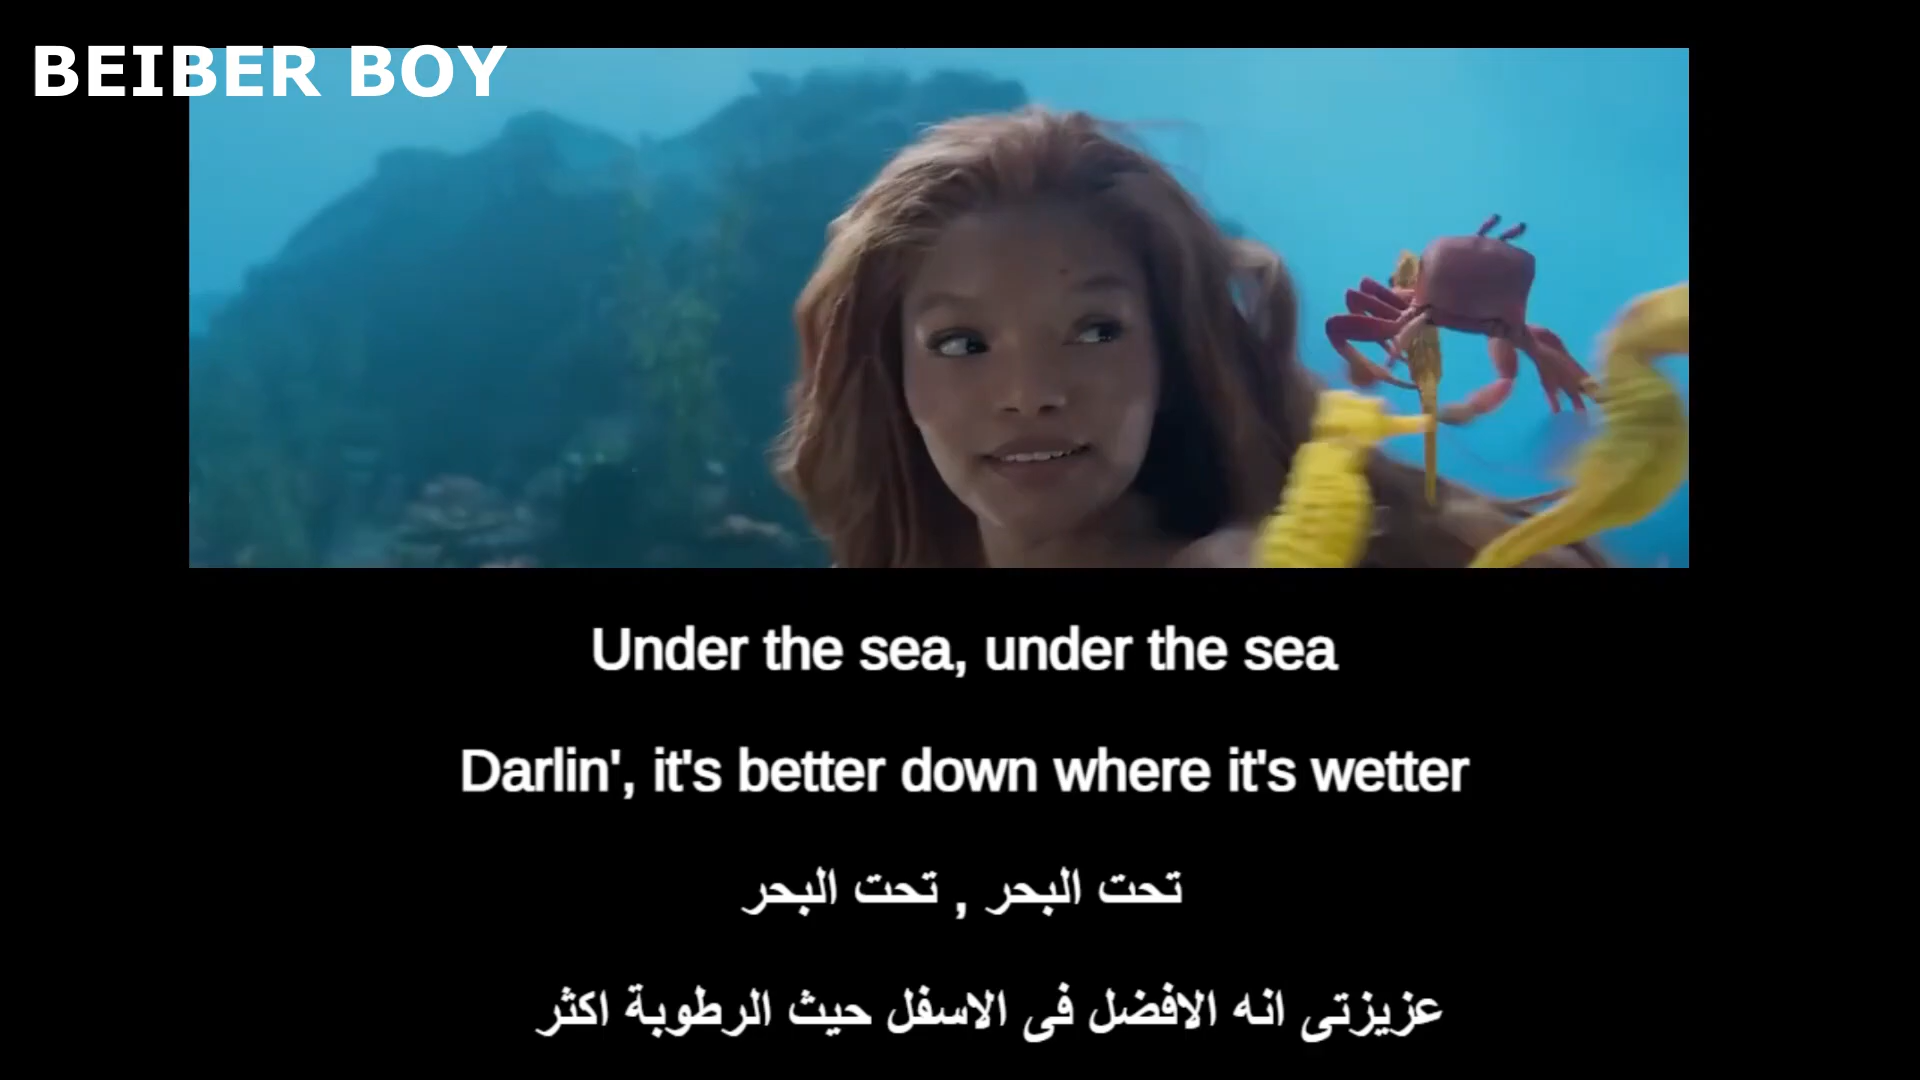 BEIBER BOY
Under the sea, under the sea
Darlin', it's better down where it's wetter
تحت البحر , تحت البحر
عزيزتى انه الافضل فى الاسفل حيث الرطوبة اكثر